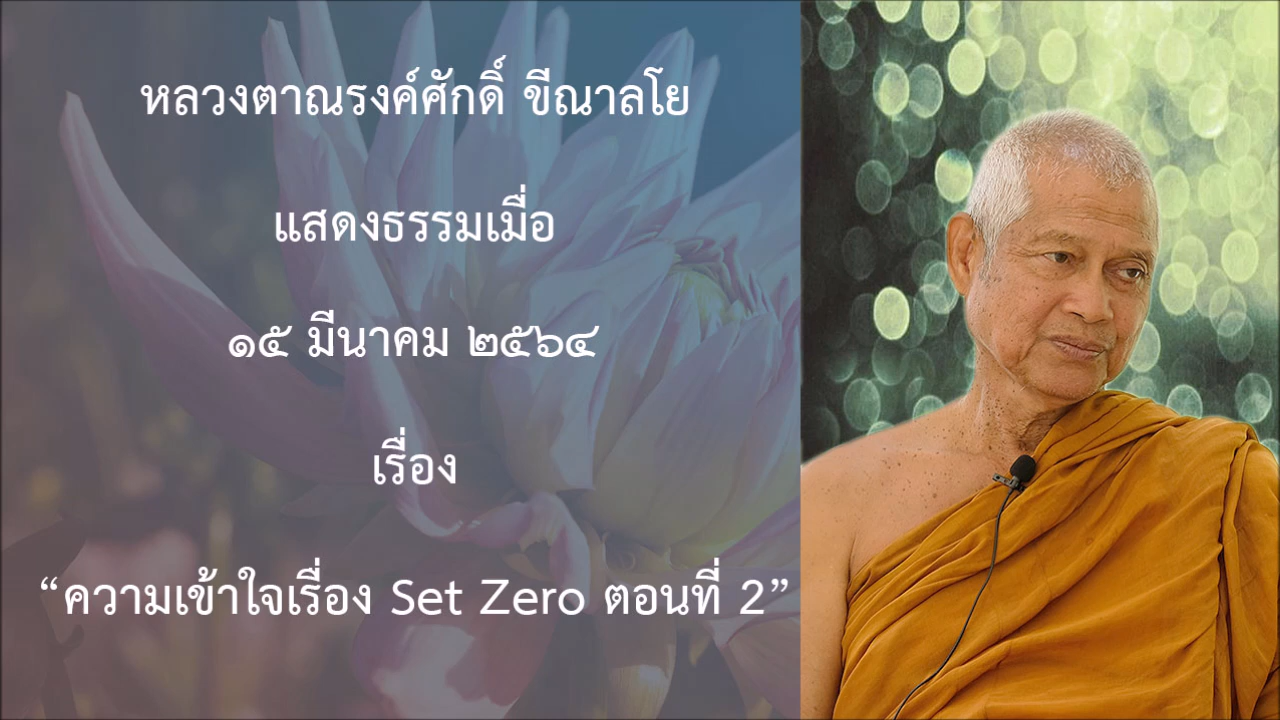 หลวงตาณรงค์ศักดิ์ ขีณาลโย
แสดงธรรมเมื่อ
๑๕ มีนาคม ๒๕๖๔
เรื่อง
“ความเข้าใจเรื่อง Set Zero ตอนที่ 2”